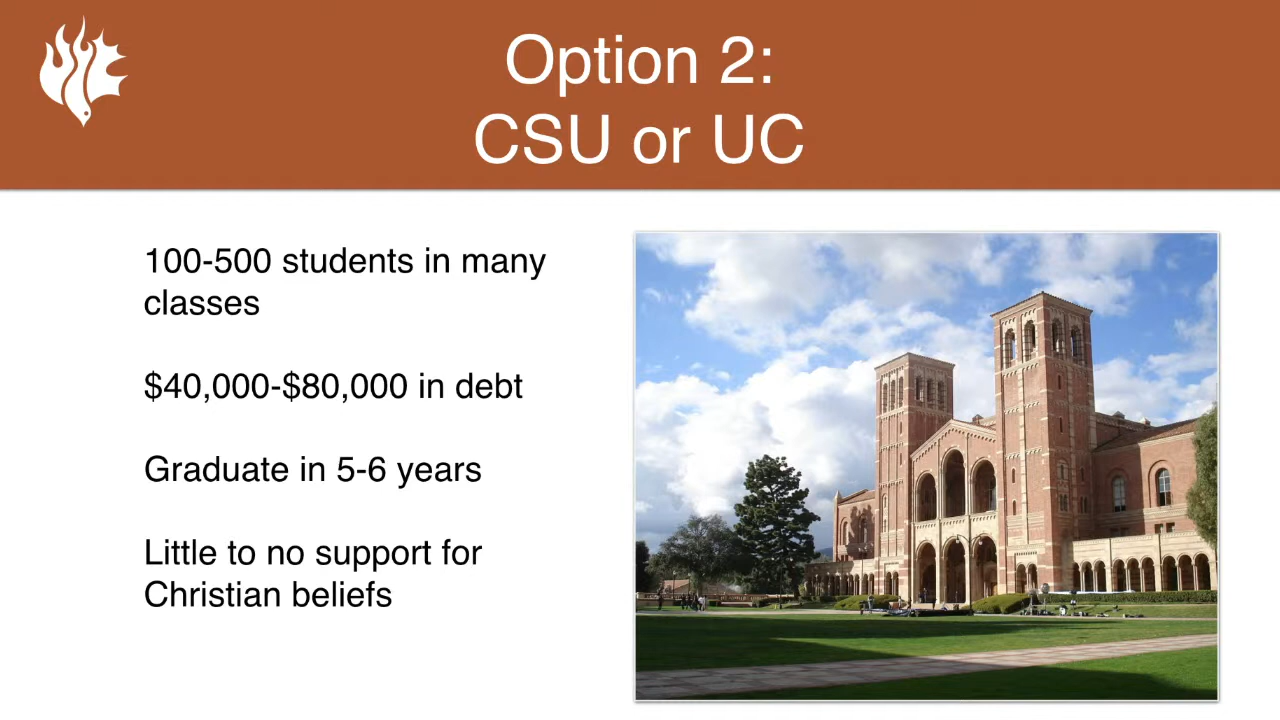 Option 2:
CSU or UC
100-500 students in many
classes
$40,000-$80,000 in debt
Graduate in 5-6 years
Little to no support for
Christian beliefs